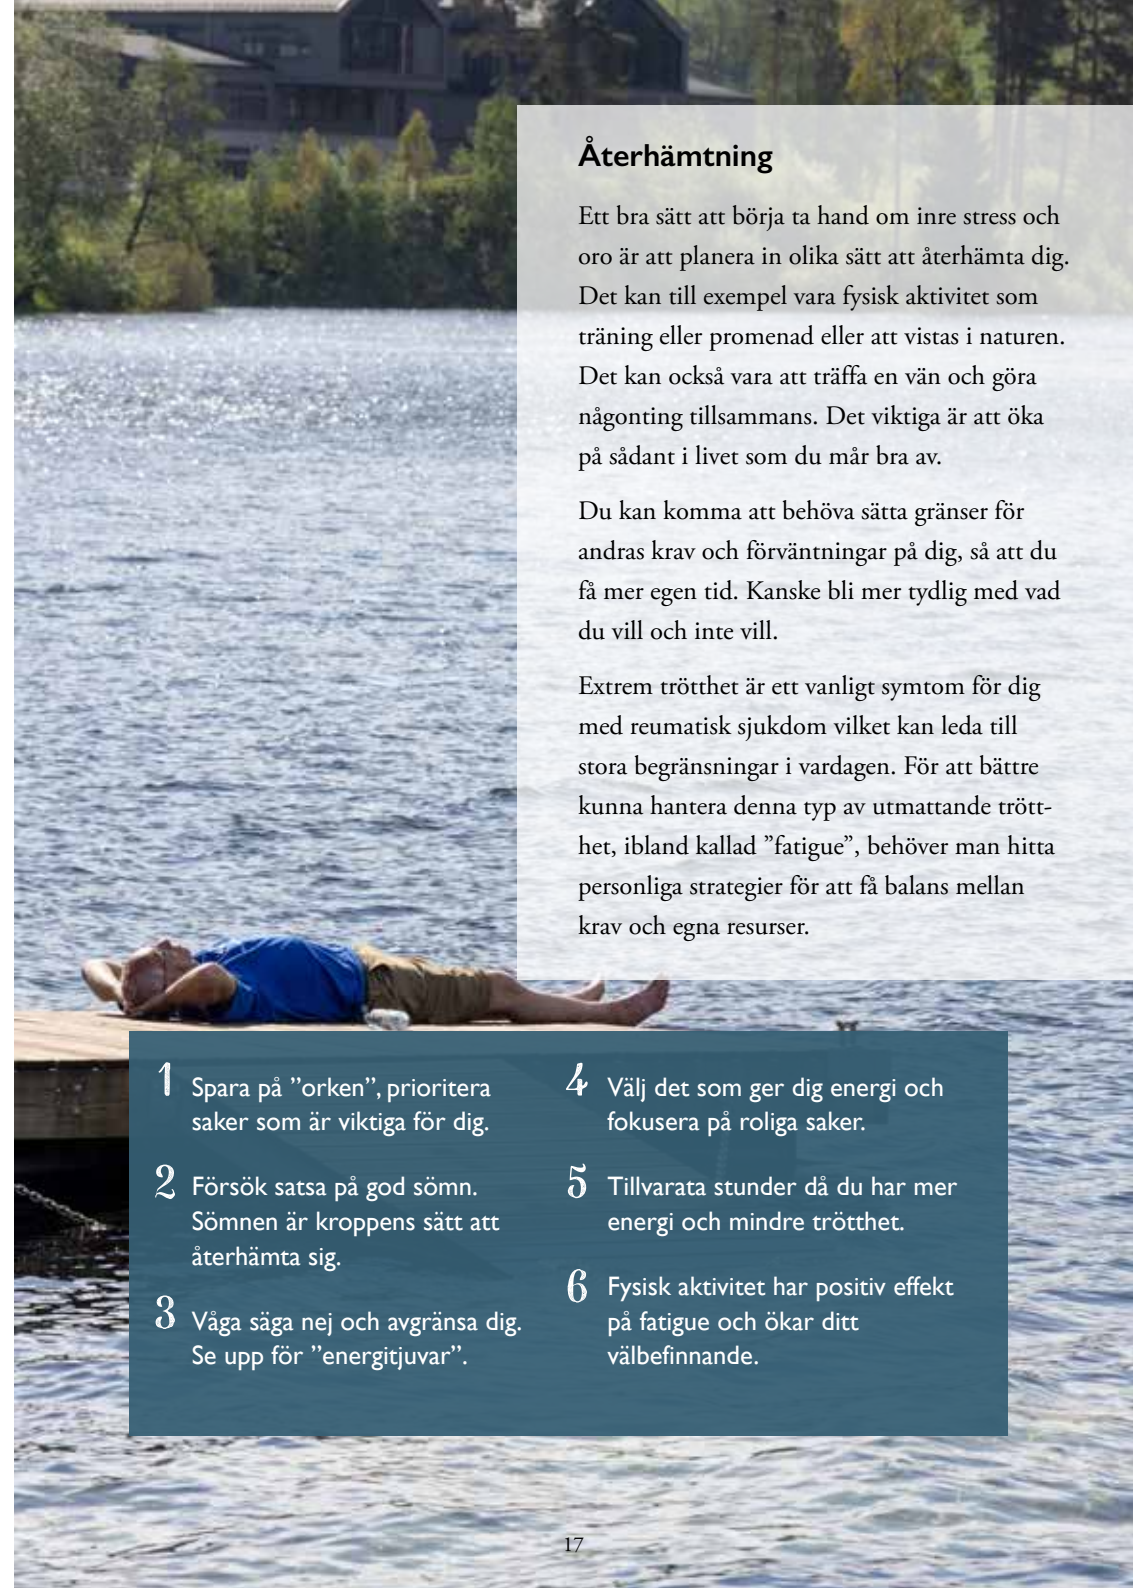 Återhämtning
Ett bra sätt att börja ta hand om inre stress och
oro är att planera in olika sätt att återhämta dig.
Det kan till exempel vara fysisk aktivitet som
träning eller promenad eller att vistas i naturen.
Det kan också vara att träffa en vän och göra
någonting tillsammans. Det viktiga är att öka
på sådant i livet som du mår bra av.
Du kan komma att behöva sätta gränser för
andras krav och förväntningar på dig, så att du
få mer egen tid. Kanske bli mer tydlig med vad
du vill och inte vill.
Extrem trötthet är ett vanligt symtom för dig
med reumatisk sjukdom vilket kan leda till
stora begränsningar i vardagen. För att bättre
kunna hantera denna typ av utmattande trött-
het, ibland kallad ”fatigue”, behöver man hitta
personliga strategier för att få balans mellan
krav och egna resurser.
1 Spara på ”orken”, prioritera
saker som är viktiga för dig.
2 Försök satsa på god sömn.
Sömnen är kroppens sätt att
återhämta sig.
3 Våga säga nej och avgränsa dig.
Se upp för ”energitjuvar”.
4 Välj det som ger dig energi och
fokusera på roliga saker.
5 Tillvarata stunder då du har mer
energi och mindre trötthet.
6 Fysisk aktivitet har positiv effekt
på fatigue och ökar ditt
välbefinnande.
17